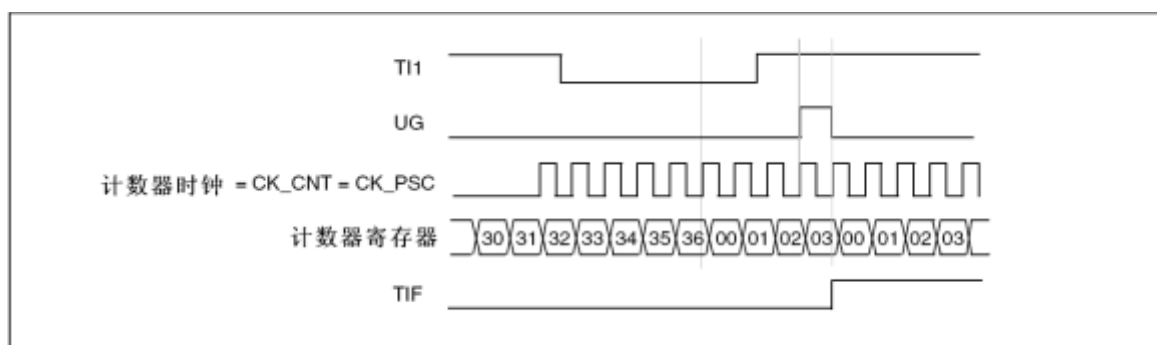 TI1
UG
计数器时钟 = CK_CNT = CK_PSC
计数器寄存器 30 31 32 33 34 35 36 00 01 02 03 00 01 02 03
TIF